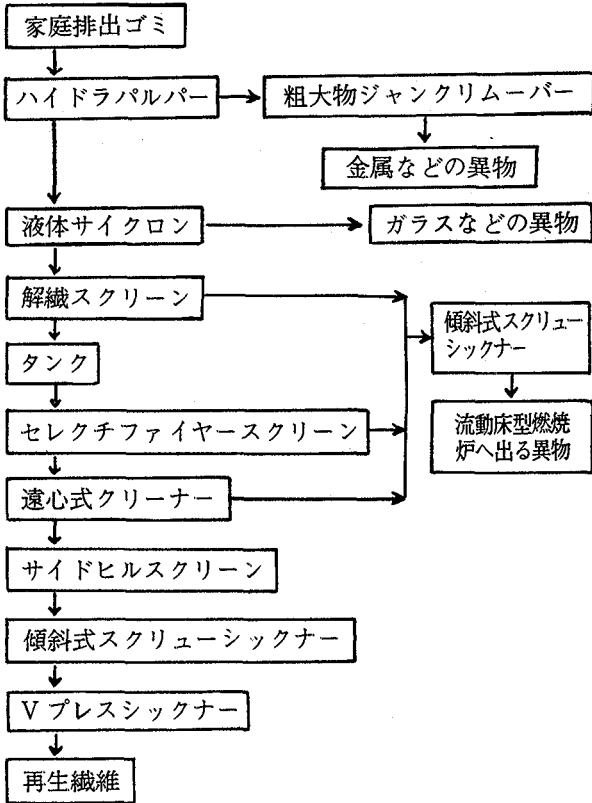 家庭排出ゴミ
ハイドラパルパー
粗大物ジャンクリムーバー
金属などの異物
液体サイクロン
ガラスなどの異物
解繊スクリーン
傾斜式スクリュー
シックナー
タンク
流動床型燃焼
炉へ出る異物
セレクチファイヤースクリーン
遠心式クリーナー
サイドヒルスクリーン
傾斜式スクリューシックナー
Vプレスシックナー
再生繊維